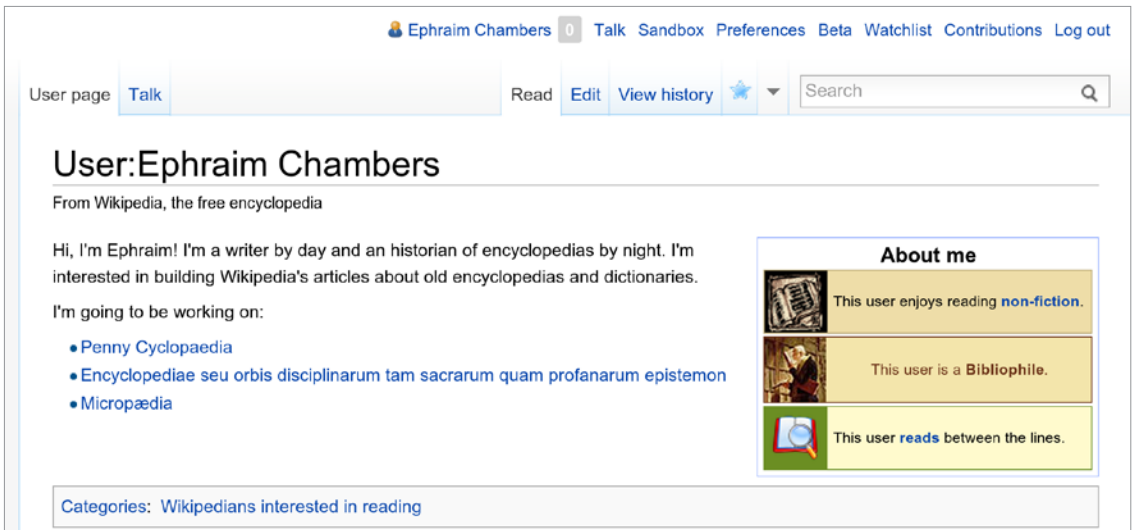 Ephraim Chambers 0 Talk Sandbox Preferences Beta Watchlist Contributions Log out
User page Talk Read Edit View history Search
User:Ephraim Chambers
From Wikipedia, the free encyclopedia
Hi, I'm Ephraim! I'm a writer by day and an historian of encyclopedias by night. I'm
interested in building Wikipedia's articles about old encyclopedias and dictionaries.
I'm going to be working on:
• Penny Cyclopaedia
• Encyclopediae seu orbis disciplinarum tam sacrarum quam profanarum epistemon
• Micropædia
About me
This user enjoys reading non-fiction.
This user is a Bibliophile.
This user reads between the lines.
Categories: Wikipedians interested in reading